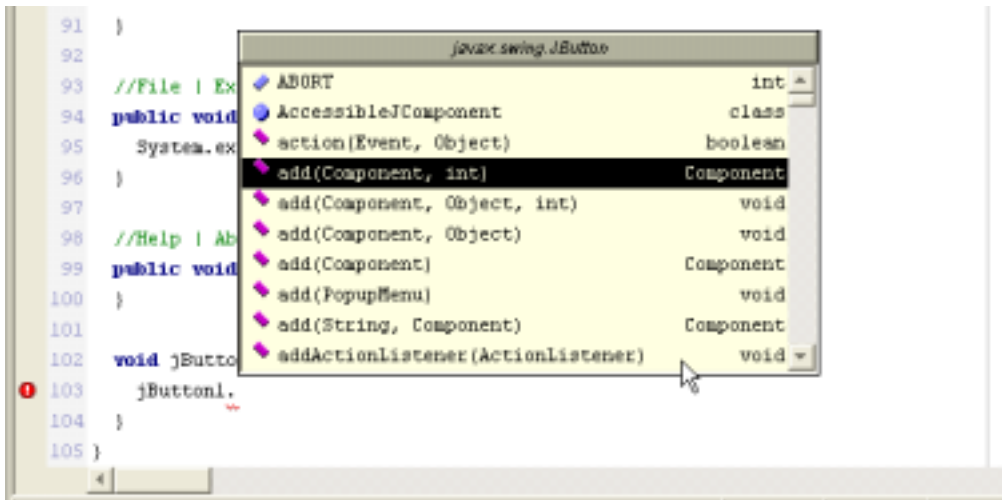 91 }
92
93 //File | Ex
94 public void
95 System.ex
96 }
97
98 //Help | Ab
99 public void
100 }
101
102 void jButto
103 jButton1.
104 }
105 }
javax.swing.JButton
ABORT int
AccessibleJComponent class
action(Event, Object) boolean
add(Component, int) Component
add(Component, Object, int) void
add(Component, Object) void
add(Component) Component
add(PopupMenu) void
add(String, Component) Component
addActionListener(ActionListener) void